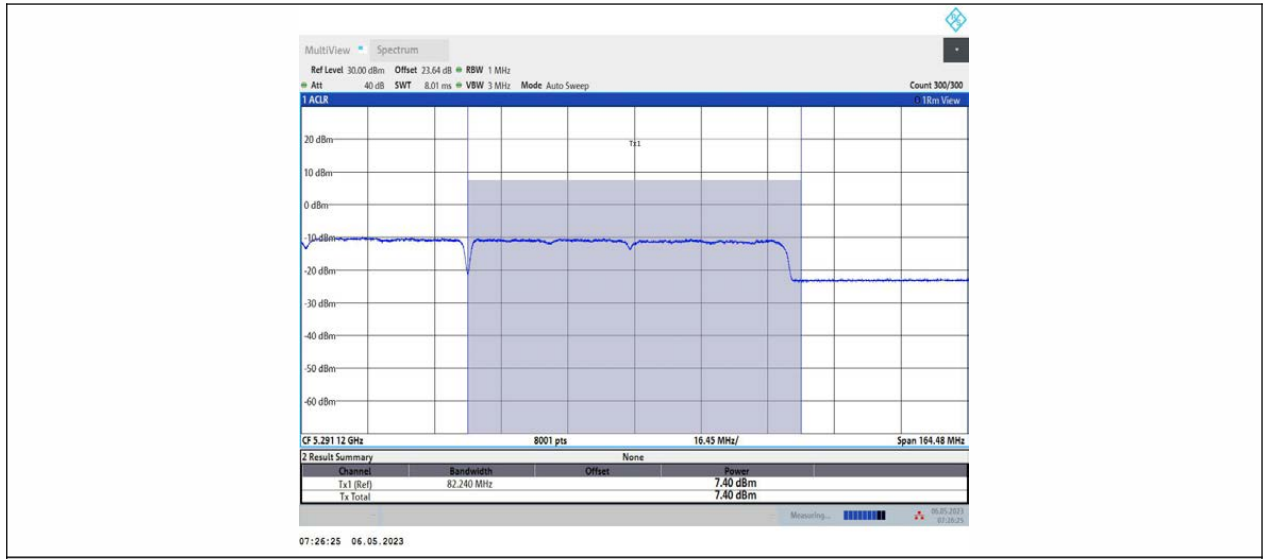 MultiView Spectrum
Ref Level 30.00 dBm Offset 23.64 dB RBW 1 MHz
Att 40 dB SWT 8.01 ms VBW 3 MHz Mode Auto Sweep Count 300/300
1 ACLR 1Rm View
Tx1
20 dBm
10 dBm
0 dBm
-10 dBm
-20 dBm
-30 dBm
-40 dBm
-50 dBm
-60 dBm
CF 5.291 12 GHz 8001 pts 16.45 MHz/ Span 164.48 MHz
2 Result Summary None
Channel Bandwidth Offset Power
Tx1 (Ref) 82.240 MHz 7.40 dBm
Tx Total 7.40 dBm
Measuring... 06.05.2023
07:26:25
07:26:25 06.05.2023